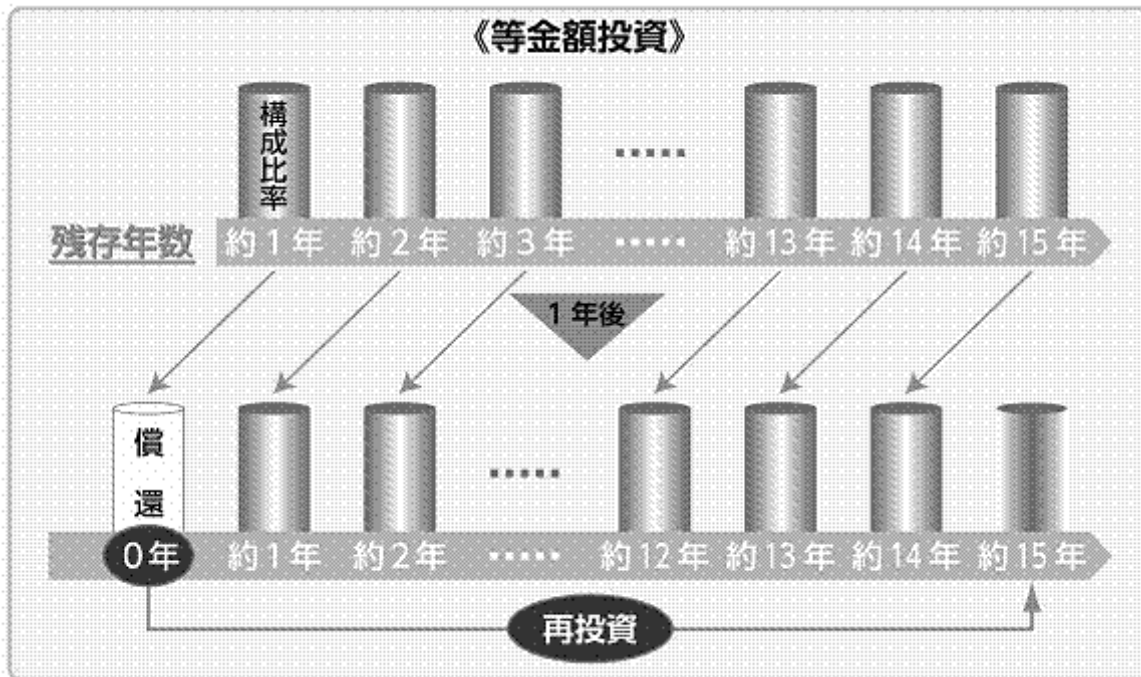 《等金額投資》
構成比率
.....
残存年数 約1年 約2年 約3年 ..... 約13年 約14年 約15年
1年後
償還
.....
0年 約1年 約2年 ..... 約12年 約13年 約14年 約15年
再投資